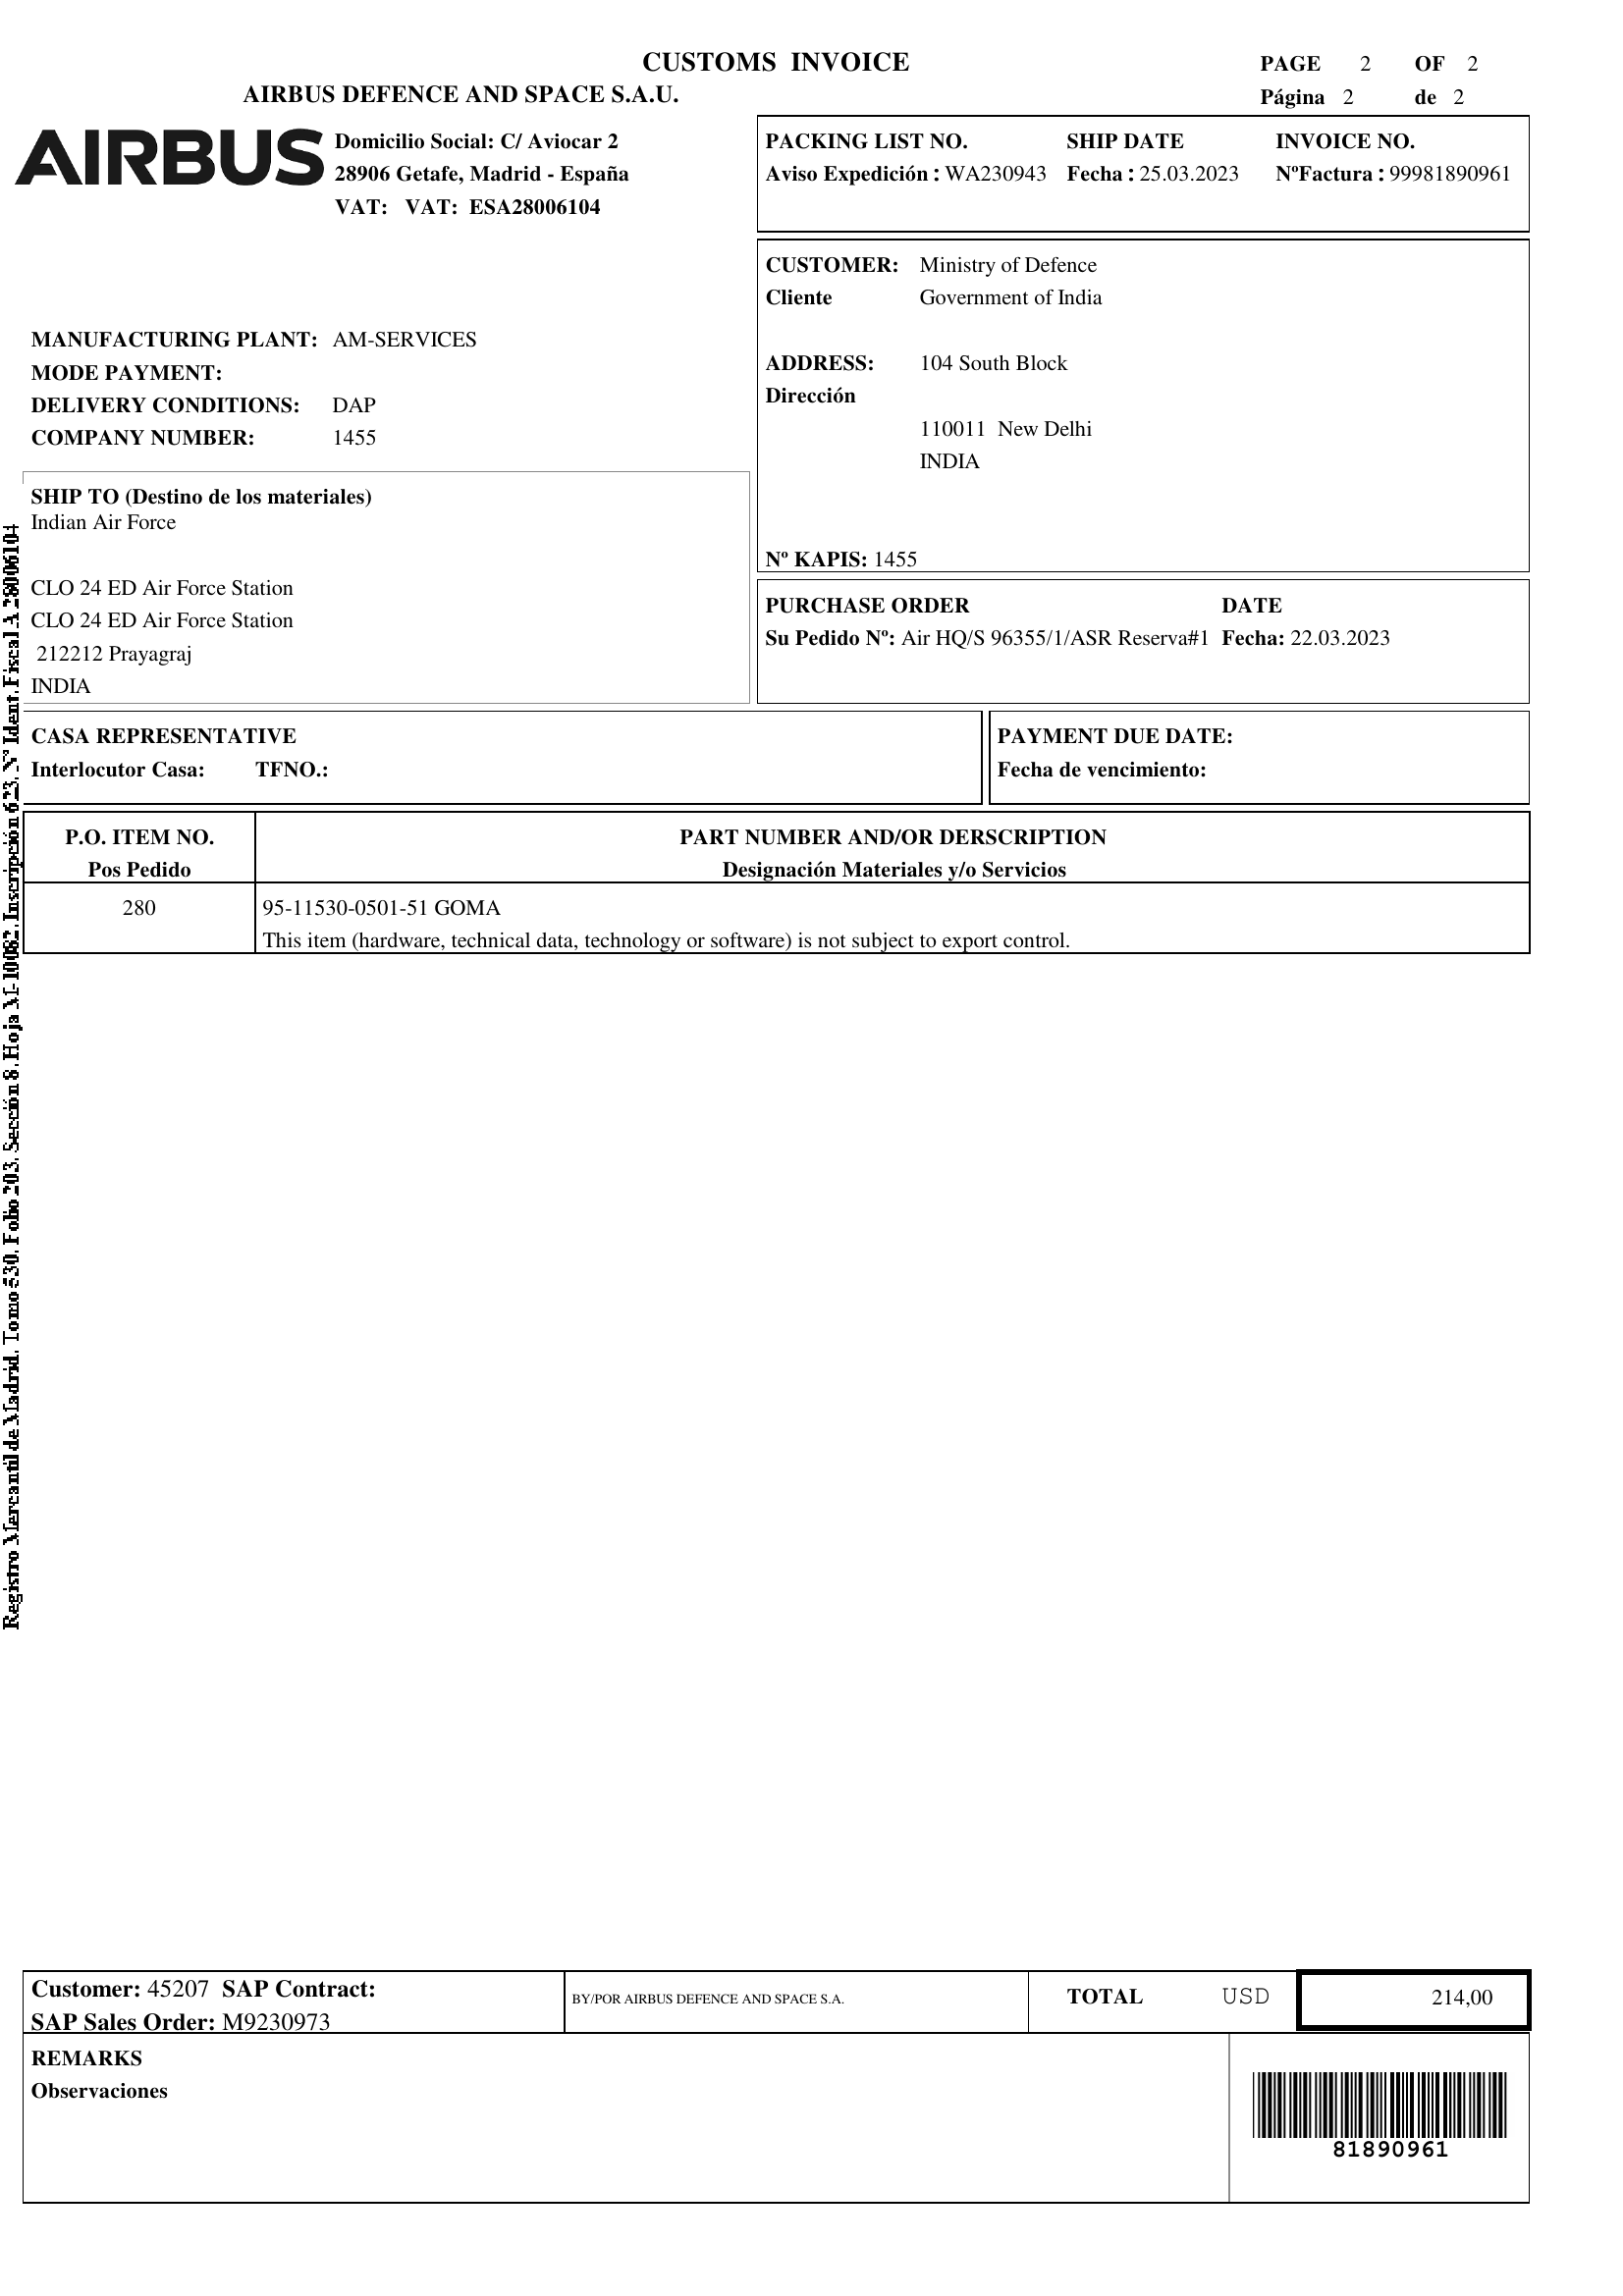 CUSTOMS INVOICE
PAGE 2 OF 2
AIRBUS DEFENCE AND SPACE S.A.U.
Página 2 de 2
AIRBUS
Domicilio Social: C/ Aviocar 2
28906 Getafe, Madrid - España
VAT: VAT: ESA28006104
PACKING LIST NO. SHIP DATE INVOICE NO.
Aviso Expedición : WA230943 Fecha : 25.03.2023 NºFactura : 99981890961
CUSTOMER: Ministry of Defence
Cliente Government of India
ADDRESS: 104 South Block
Dirección
110011 New Delhi
INDIA
Nº KAPIS: 1455
MANUFACTURING PLANT: AM-SERVICES
MODE PAYMENT:
DELIVERY CONDITIONS: DAP
COMPANY NUMBER: 1455
SHIP TO (Destino de los materiales)
Indian Air Force
CLO 24 ED Air Force Station
CLO 24 ED Air Force Station
212212 Prayagraj
INDIA
PURCHASE ORDER DATE
Su Pedido Nº: Air HQ/S 96355/1/ASR Reserva#1 Fecha: 22.03.2023
CASA REPRESENTATIVE
Interlocutor Casa: TFNO.:
PAYMENT DUE DATE:
Fecha de vencimiento:
P.O. ITEM NO. PART NUMBER AND/OR DERSCRIPTION
Pos Pedido Designación Materiales y/o Servicios
280 95-11530-0501-51 GOMA
This item (hardware, technical data, technology or software) is not subject to export control.
Registro Mercantil de Madrid, Tomo 530, Folio 203, Sección 8, Hoja M-10082, Inscripción 623, Nº Ident. Fiscal A 28006104
Customer: 45207 SAP Contract:
SAP Sales Order: M9230973
BY/POR AIRBUS DEFENCE AND SPACE S.A.
TOTAL USD 214,00
REMARKS
Observaciones
81890961